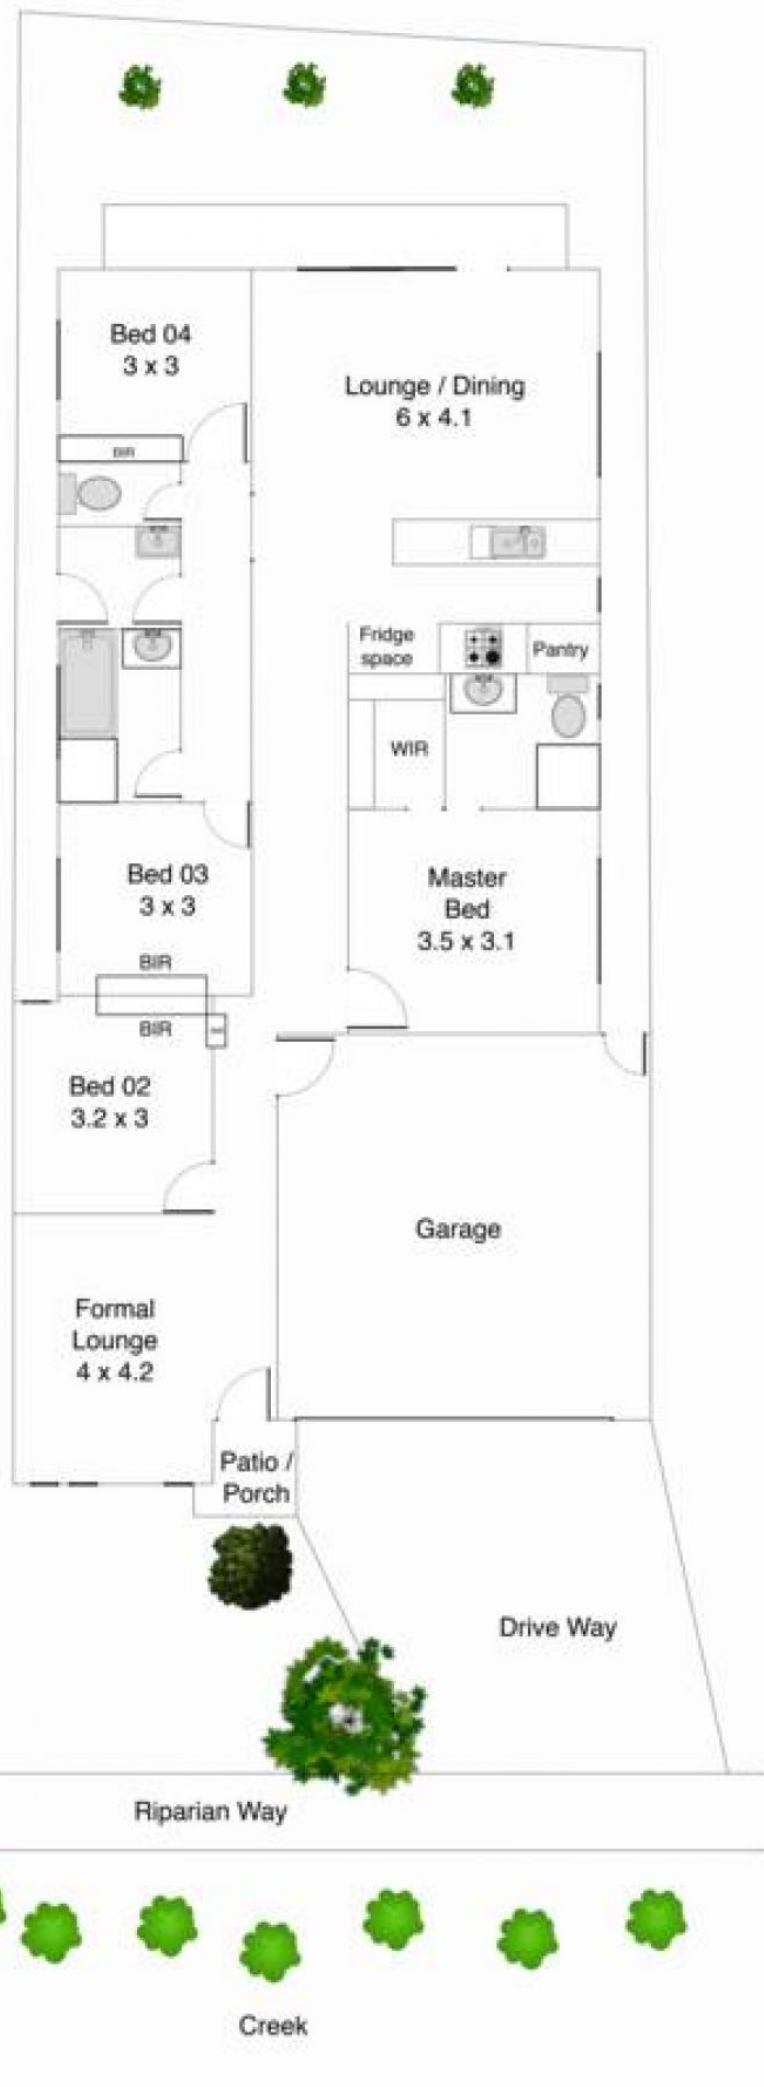 Bed 04
3 x 3
BIR
Lounge / Dining
6 x 4.1
Fridge
space
Pantry
WIR
Bed 03
3 x 3
BIR
Master
Bed
3.5 x 3.1
BIR
Bed 02
3.2 x 3
Garage
Formal
Lounge
4 x 4.2
Patio /
Porch
Drive Way
Riparian Way
Creek